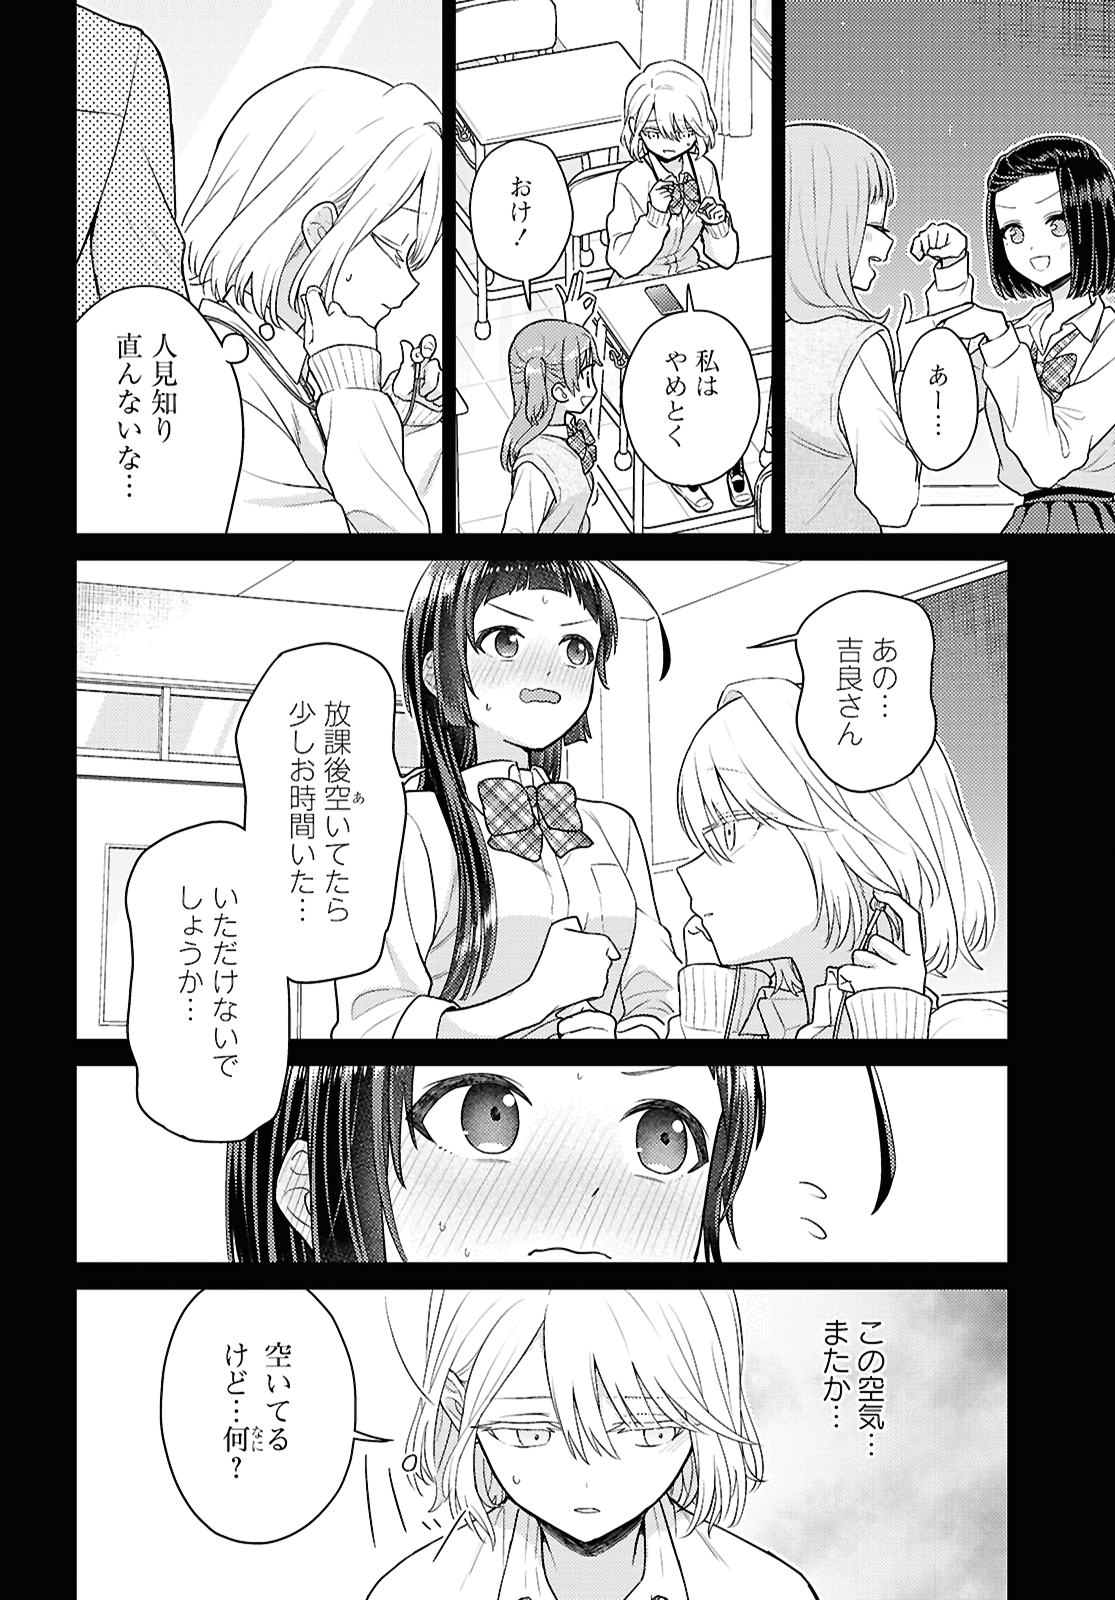 あー…
私は
やめとく
おけ！
人見知り
直んないな…
あの…
吉良さん
放課後空いてたら
あ
少しお時間いた…
いただけないで
しょうか…
この空気…
またか…
空いてる
けど…何？
なに